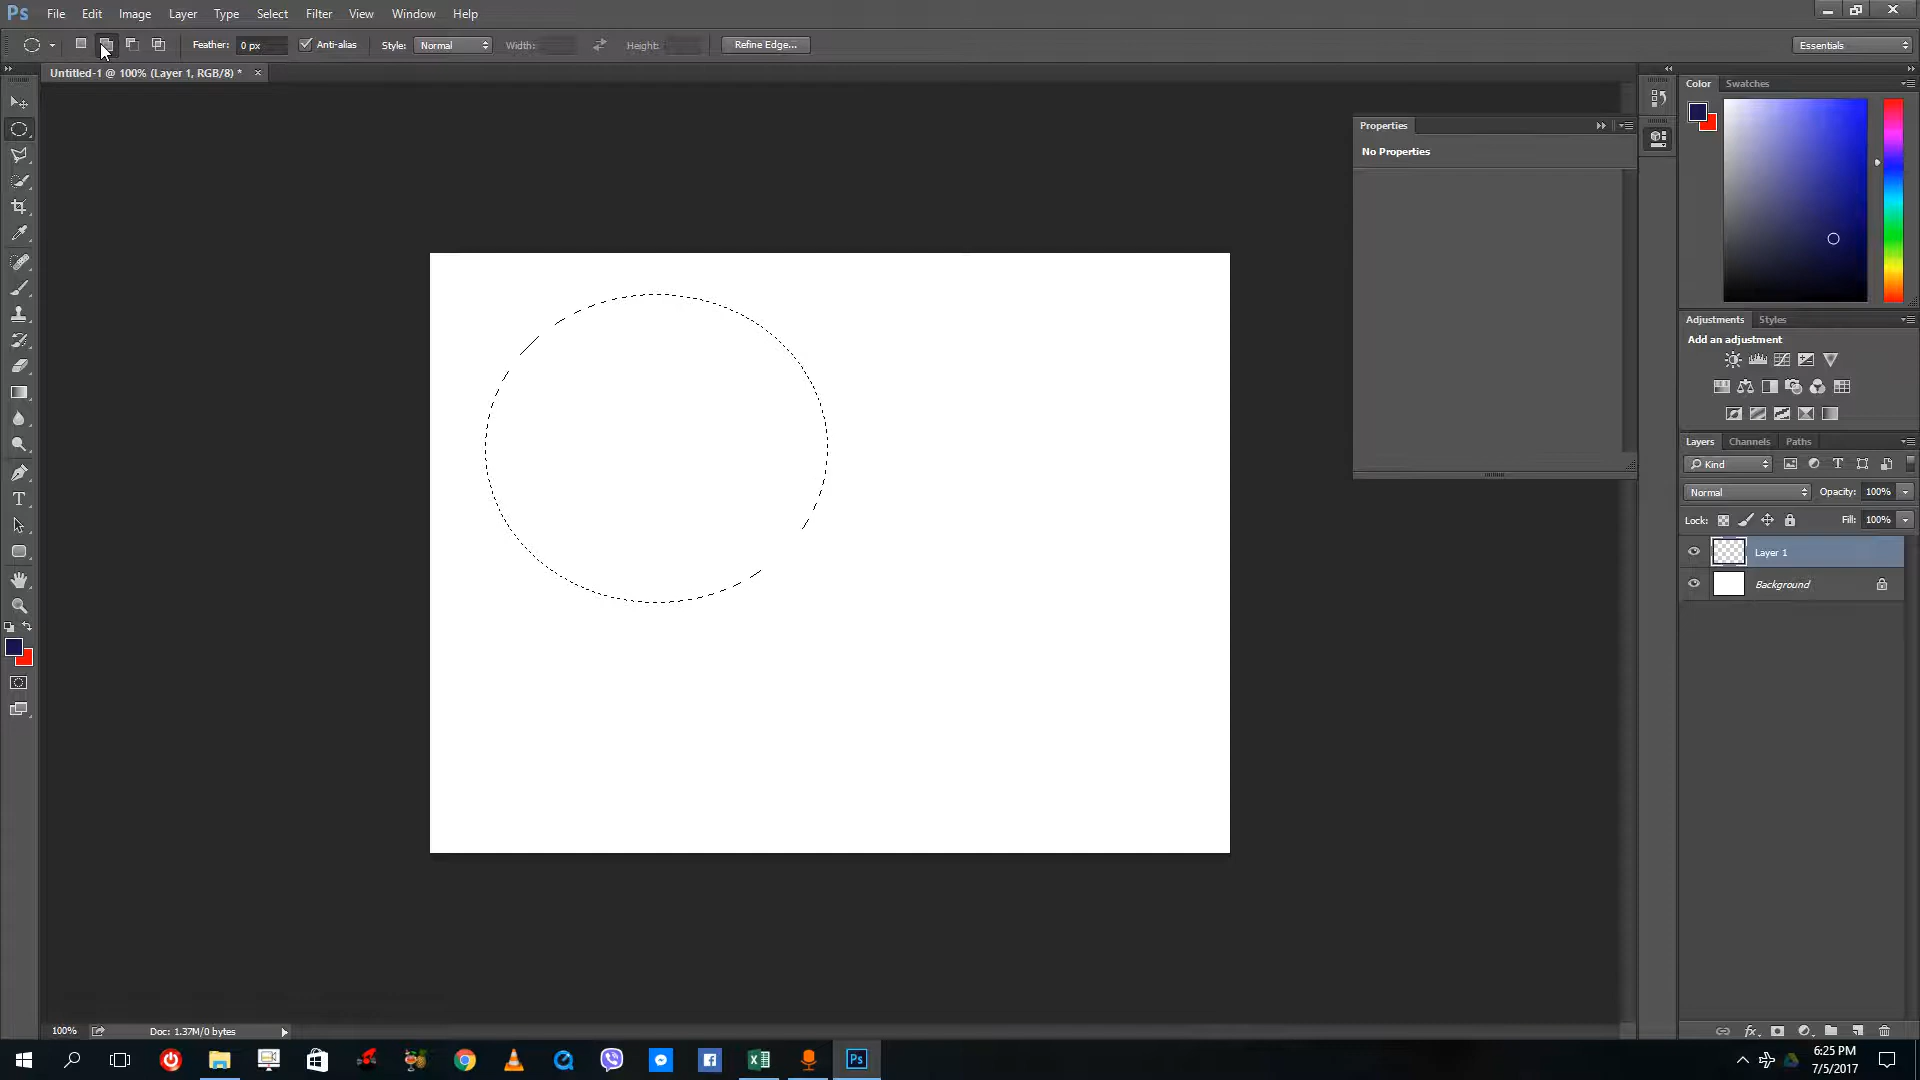 Ps File Edit Image Layer Type Select Filter View Window Help
Feather: 0 px Anti-alias Style: Normal Width: Height: Refine Edge... Essentials
Untitled-1 @ 100% (Layer 1, RGB/8) * ×
Color Swatches
Properties
No Properties
Adjustments Styles
Add an adjustment
Layers Channels Paths
Kind T
Normal Opacity: 100%
Lock: Fill: 100%
Layer 1
Background
T
100% Doc: 1.37M/0 bytes
fx
Ps
6:25 PM
7/5/2017